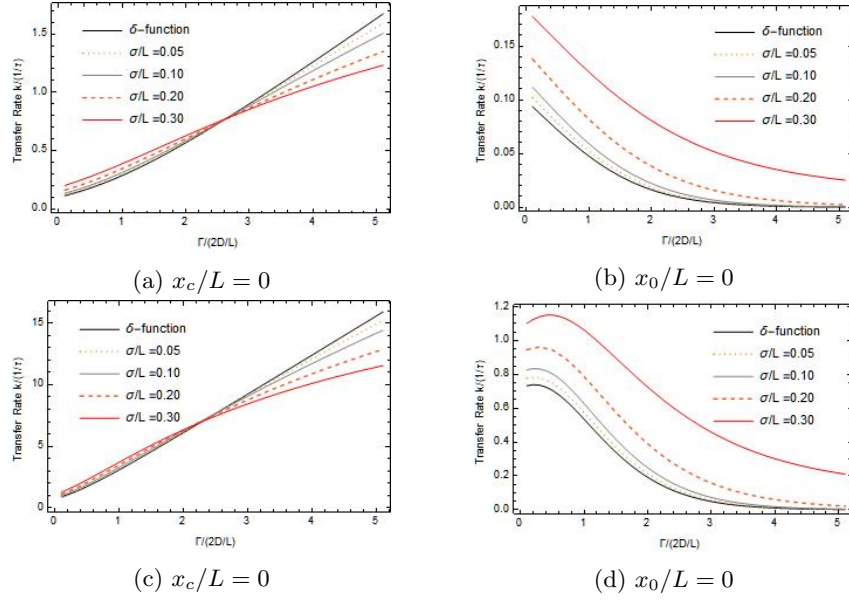 Transfer Rate k/(1/τ)
1.5
1.0
0.5
0.0
δ-function
σ/L =0.05
σ/L =0.10
σ/L =0.20
σ/L =0.30
0 1 2 3 4 5
Γ/(2D/L)
(a) x_c/L = 0
Transfer Rate k/(1/τ)
0.15
0.10
0.05
0.00
δ-function
σ/L =0.05
σ/L =0.10
σ/L =0.20
σ/L =0.30
0 1 2 3 4 5
Γ/(2D/L)
(b) x_0/L = 0
Transfer Rate k/(1/τ)
15
10
5
0
δ-function
σ/L =0.05
σ/L =0.10
σ/L =0.20
σ/L =0.30
0 1 2 3 4 5
Γ/(2D/L)
(c) x_c/L = 0
Transfer Rate k/(1/τ)
1.2
1.0
0.8
0.6
0.4
0.2
0.0
δ-function
σ/L =0.05
σ/L =0.10
σ/L =0.20
σ/L =0.30
0 1 2 3 4 5
Γ/(2D/L)
(d) x_0/L = 0